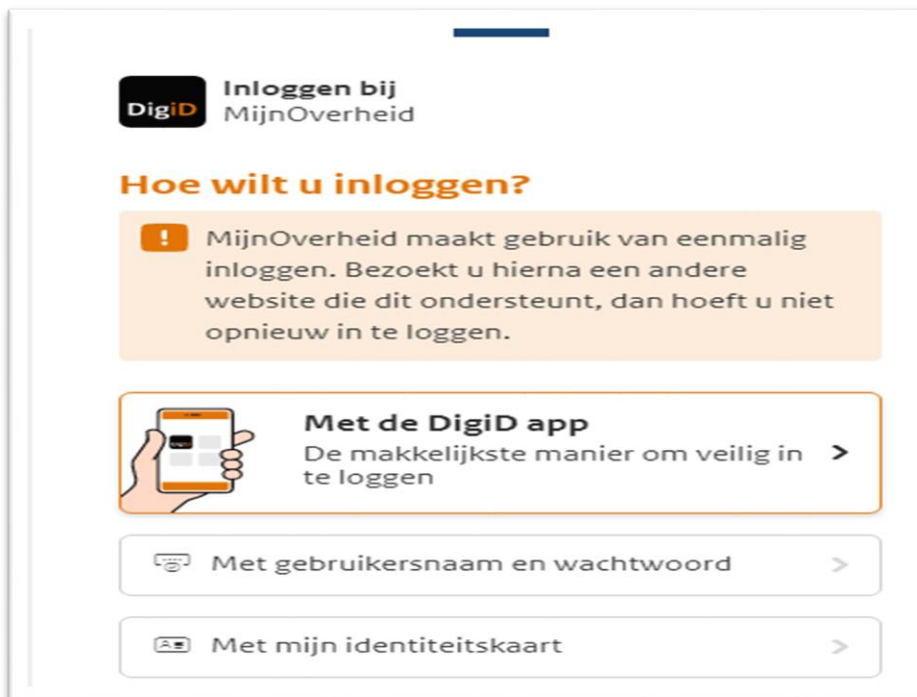 DigiD
Inloggen bij
MijnOverheid
Hoe wilt u inloggen?
! MijnOverheid maakt gebruik van eenmalig
inloggen. Bezoekt u hierna een andere
website die dit ondersteunt, dan hoeft u niet
opnieuw in te loggen.
Met de DigiD app
De makkelijkste manier om veilig in
te loggen
Met gebruikersnaam en wachtwoord
Met mijn identiteitskaart